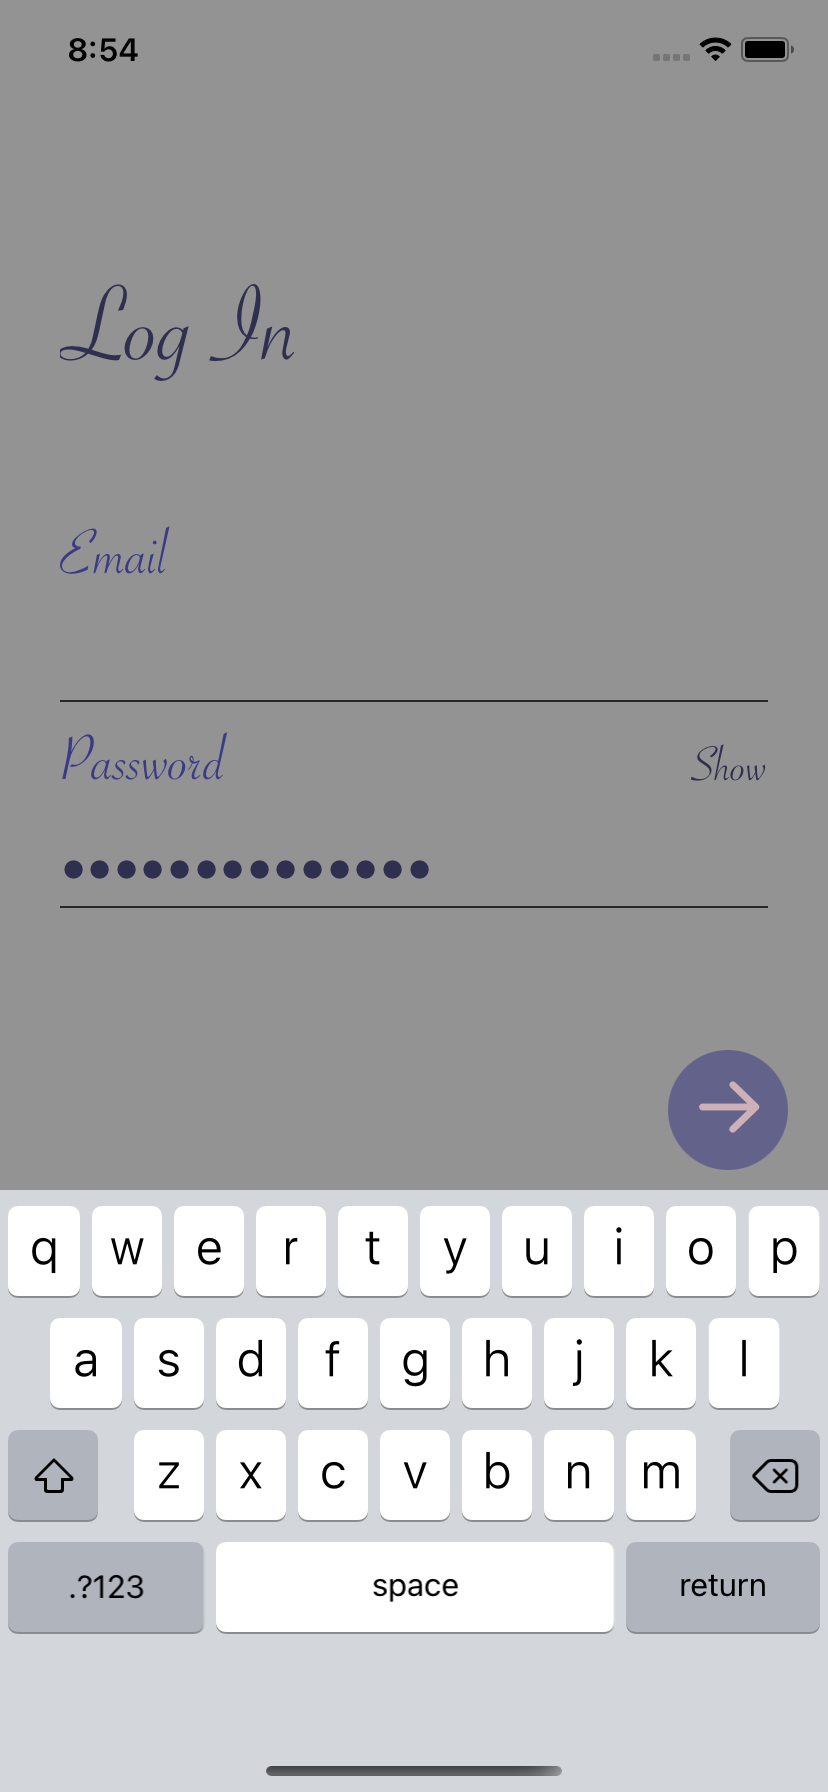 8:54
Log In
Email
Password Show
●●●●●●●●●●●●●●
q w e r t y u i o p
a s d f g h j k l
z x c v b n m
.?123 space return